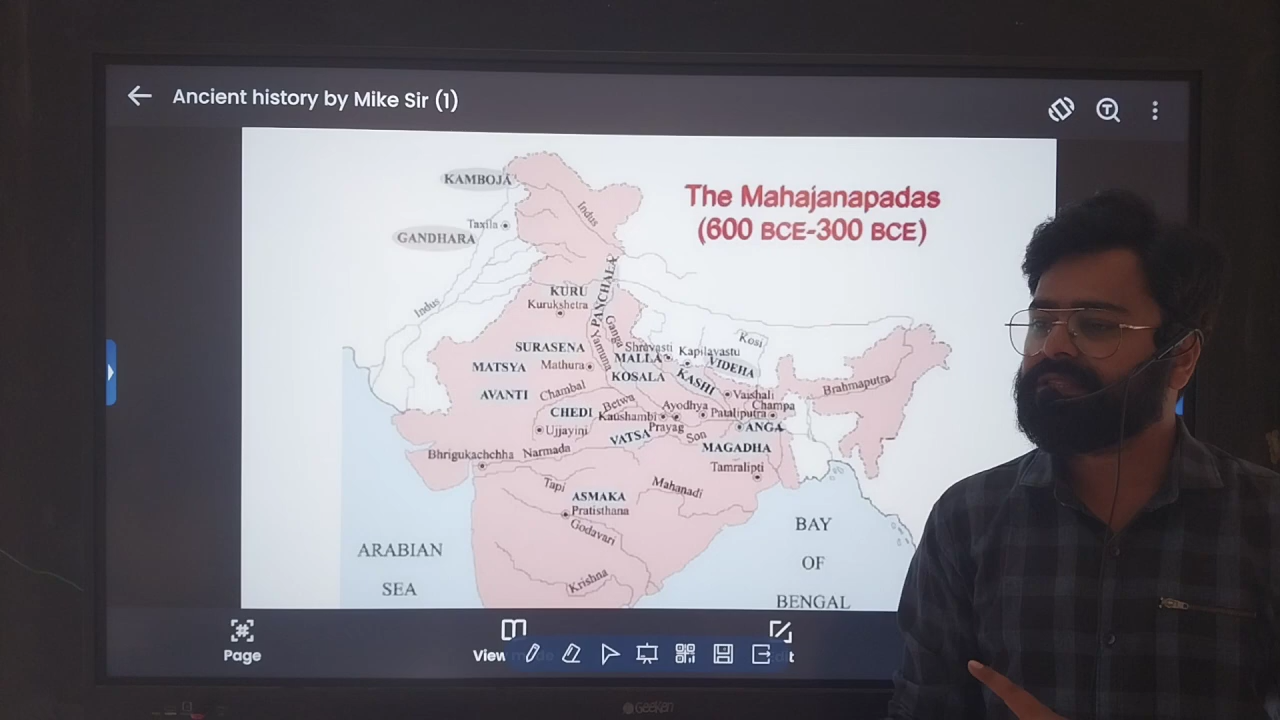 Ancient history by Mike Sir (1)
The Mahajanapadas
(600 BCE-300 BCE)
KAMBOJA
Indus
Taxila
GANDHARA
PANCHALA
Indus
KURU
Kurukshetra
Ganga
Yamuna
SURASENA
Shravasti
Kapilavastu
Kosi
MALLA
VIDEHA
MATSYA
Mathura
KOSALA
KASHI
Brahmaputra
AVANTI
Chambal
Vaishali
Betwa
Ayodhya
Champa
CHEDI
Kaushambi
Pataliputra
Prayag
ANGA
Ujjayini
VATSA
Son
MAGADHA
Bhrigukachchha
Narmada
Tamralipti
Tapi
Mahanadi
ASMAKA
Pratisthana
Godavari
Krishna
ARABIAN
SEA
BAY
OF
BENGAL
Page
View
GeeKen